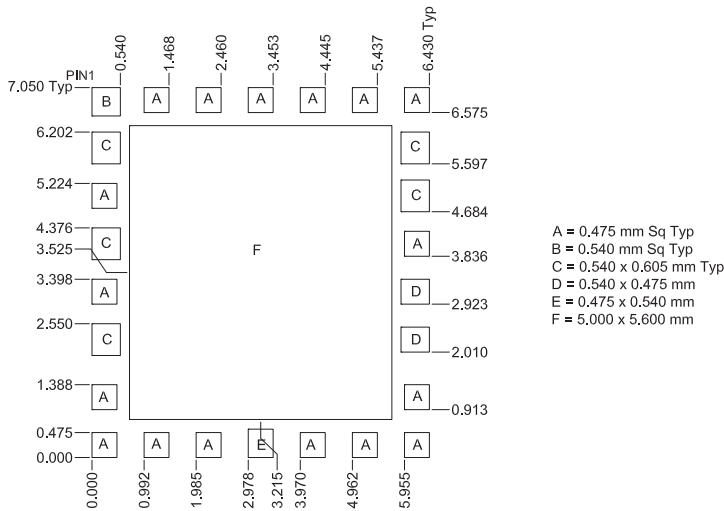 0.540
1.468
2.460
3.453
4.445
5.437
6.430 Typ
PIN1
7.050 Typ
B A A A A A A
6.575
6.202
C C
5.597
5.224
A C
4.684
4.376
C A
3.836
3.525
F
3.398
A D
2.923
2.550
C D
2.010
1.388
A A
0.913
0.475
A A A E A A A
0.000
0.000
0.992
1.985
2.978
3.215
3.970
4.962
5.955
A = 0.475 mm Sq Typ
B = 0.540 mm Sq Typ
C = 0.540 x 0.605 mm Typ
D = 0.540 x 0.475 mm
E = 0.475 x 0.540 mm
F = 5.000 x 5.600 mm